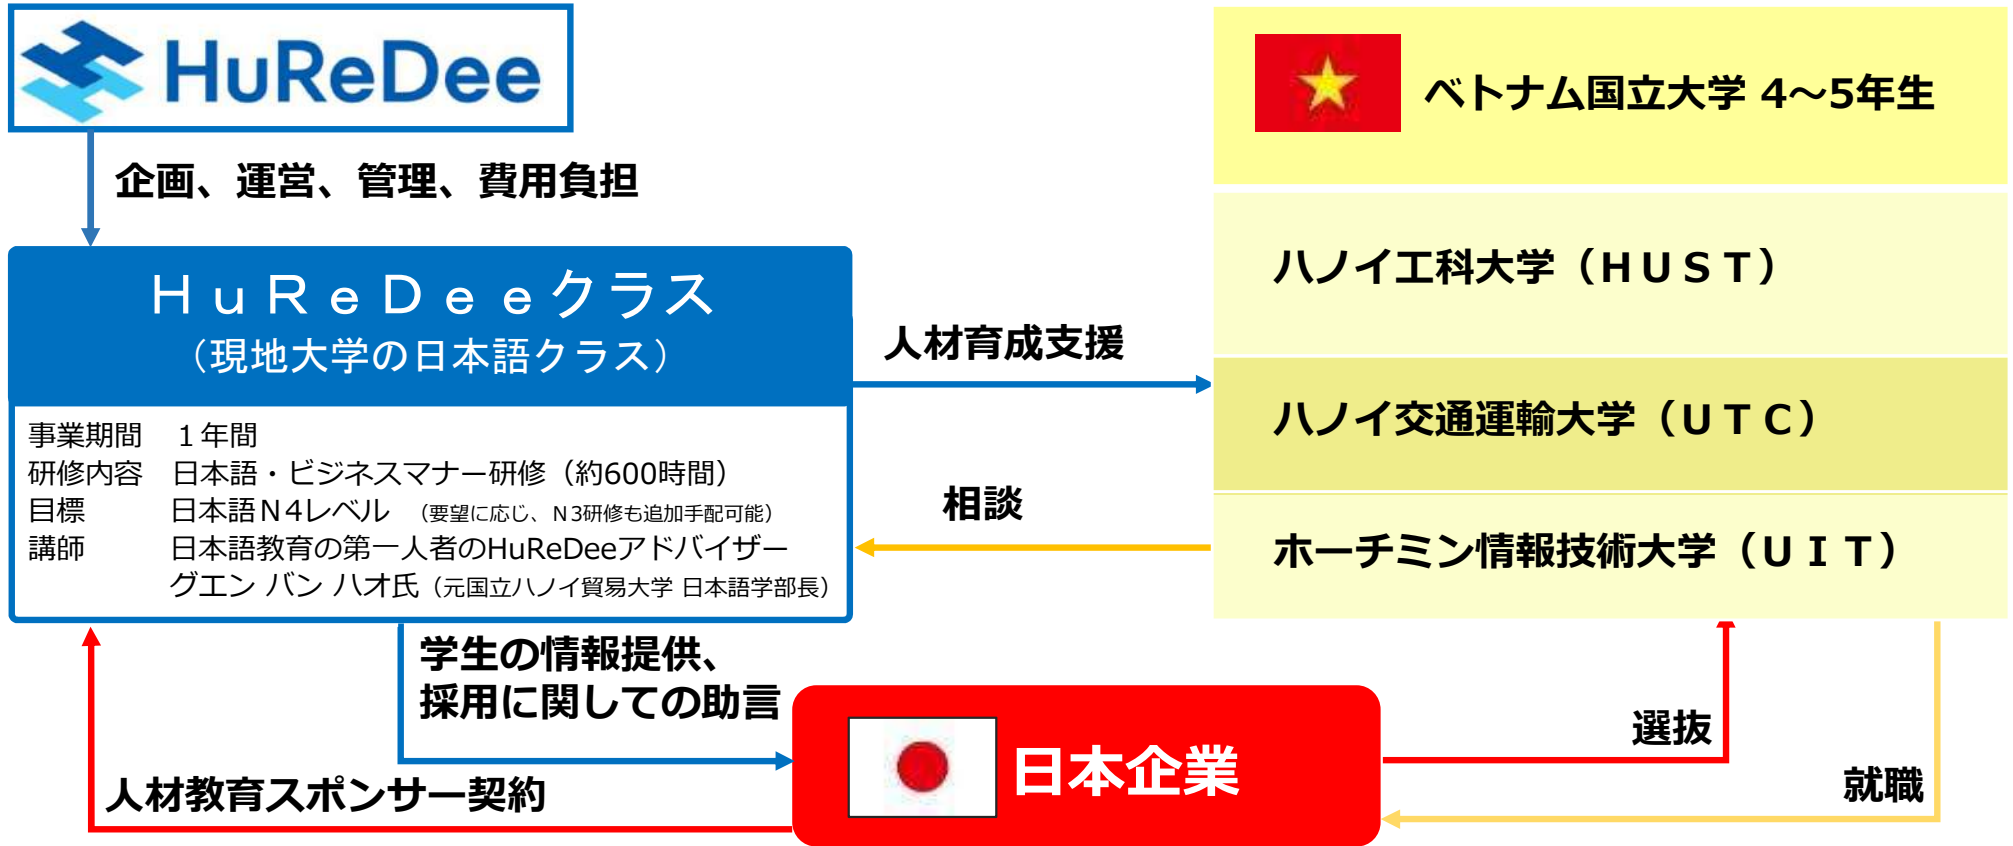 HuReDee
企画、運営、管理、費用負担
ＨｕＲｅＤｅｅクラス
（現地大学の日本語クラス）
事業期間　１年間
研修内容　日本語・ビジネスマナー研修（約600時間）
目標　日本語Ｎ4レベル　（要望に応じ、Ｎ3研修も追加手配可能）
講師　日本語教育の第一人者のHuReDeeアドバイザー
グエン バン ハオ氏（元国立ハノイ貿易大学 日本語学部長）
人材育成支援
相談
ベトナム国立大学 4～5年生
ハノイ工科大学（ＨＵＳＴ）
ハノイ交通運輸大学（ＵＴＣ）
ホーチミン情報技術大学（ＵＩＴ）
学生の情報提供、
採用に関しての助言
人材教育スポンサー契約
日本企業
選抜
就職